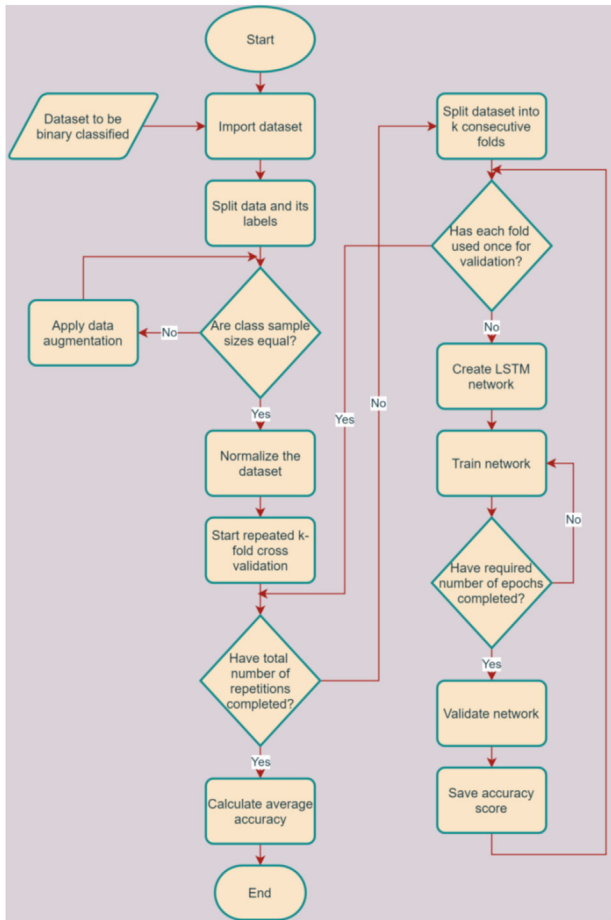 Start
Dataset to be
binary classified
Import dataset
Split data and its
labels
Apply data
augmentation
No
Are class sample
sizes equal?
Yes
Normalize the
dataset
Start repeated k-
fold cross
validation
Have total
number of
repetitions
completed?
Yes
Calculate average
accuracy
End
No
Split dataset into
k consecutive
folds
Has each fold
used once for
validation?
Yes
No
Create LSTM
network
Train network
No
Have required
number of epochs
completed?
Yes
Validate network
Save accuracy
score